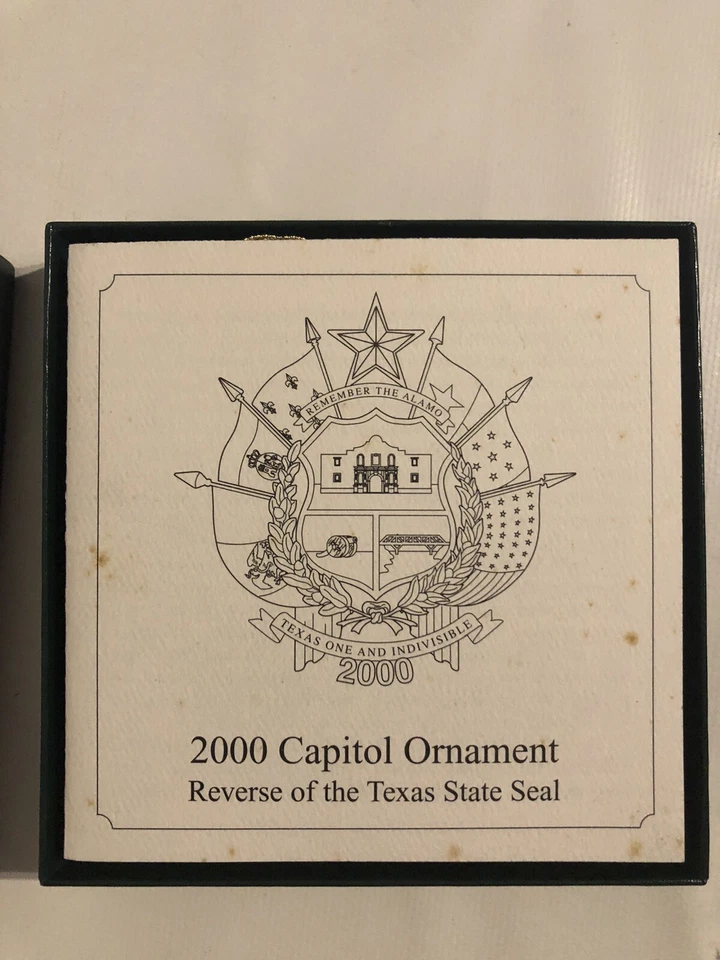 REMEMBER THE ALAMO
TEXAS ONE AND INDIVISIBLE
2000
2000 Capitol Ornament
Reverse of the Texas State Seal